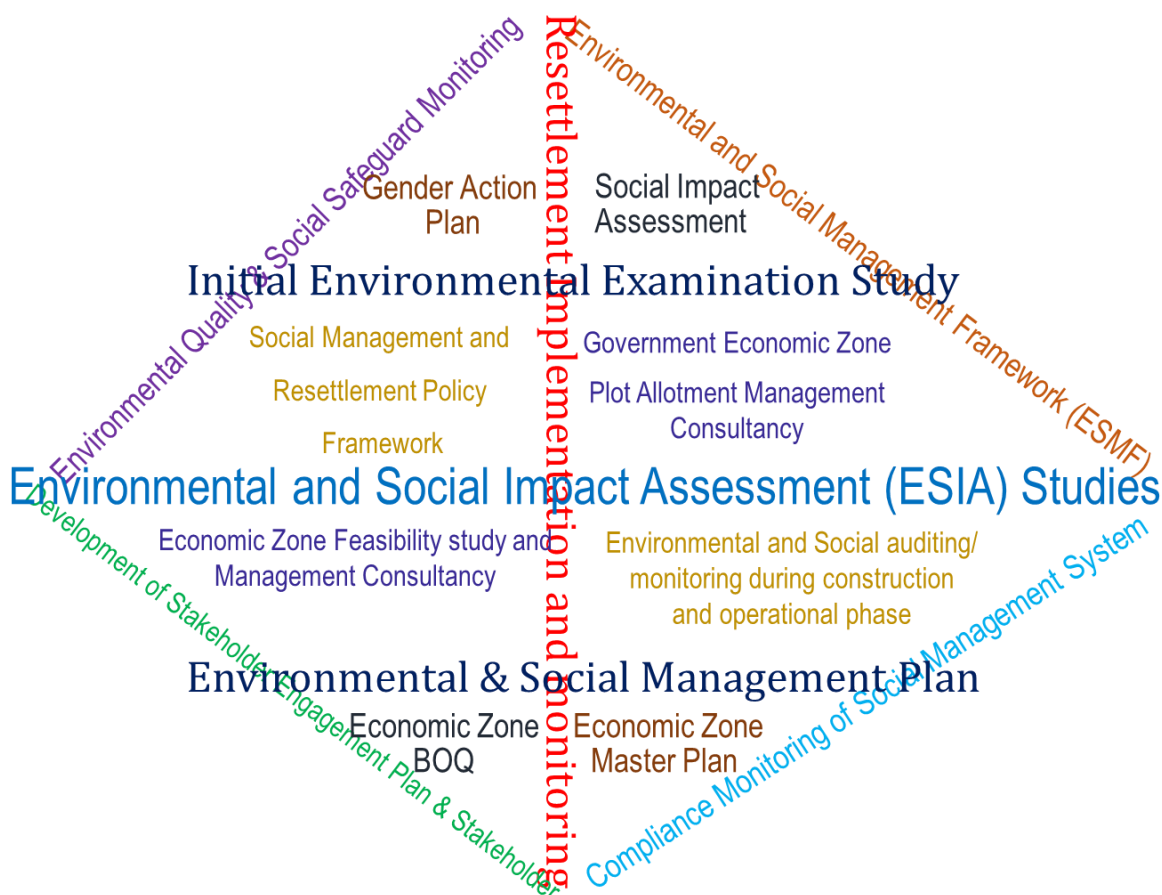 Environmental Quality & Social Safeguard Monitoring
Resettlement Implementation and monitoring
Environmental and Social Management Framework (ESMF)
Gender Action
Plan
Social Impact
Assessment
Initial Environmental Examination Study
Social Management and
Resettlement Policy
Framework
Government Economic Zone
Plot Allotment Management
Consultancy
Environmental and Social Impact Assessment (ESIA) Studies
Economic Zone Feasibility study and
Management Consultancy
Environmental and Social auditing/
monitoring during construction
and operational phase
Environmental & Social Management Plan
Economic Zone
BOQ
Economic Zone
Master Plan
Development of Stakeholder Engagement Plan & Stakeholder
Compliance Monitoring of Social Management System